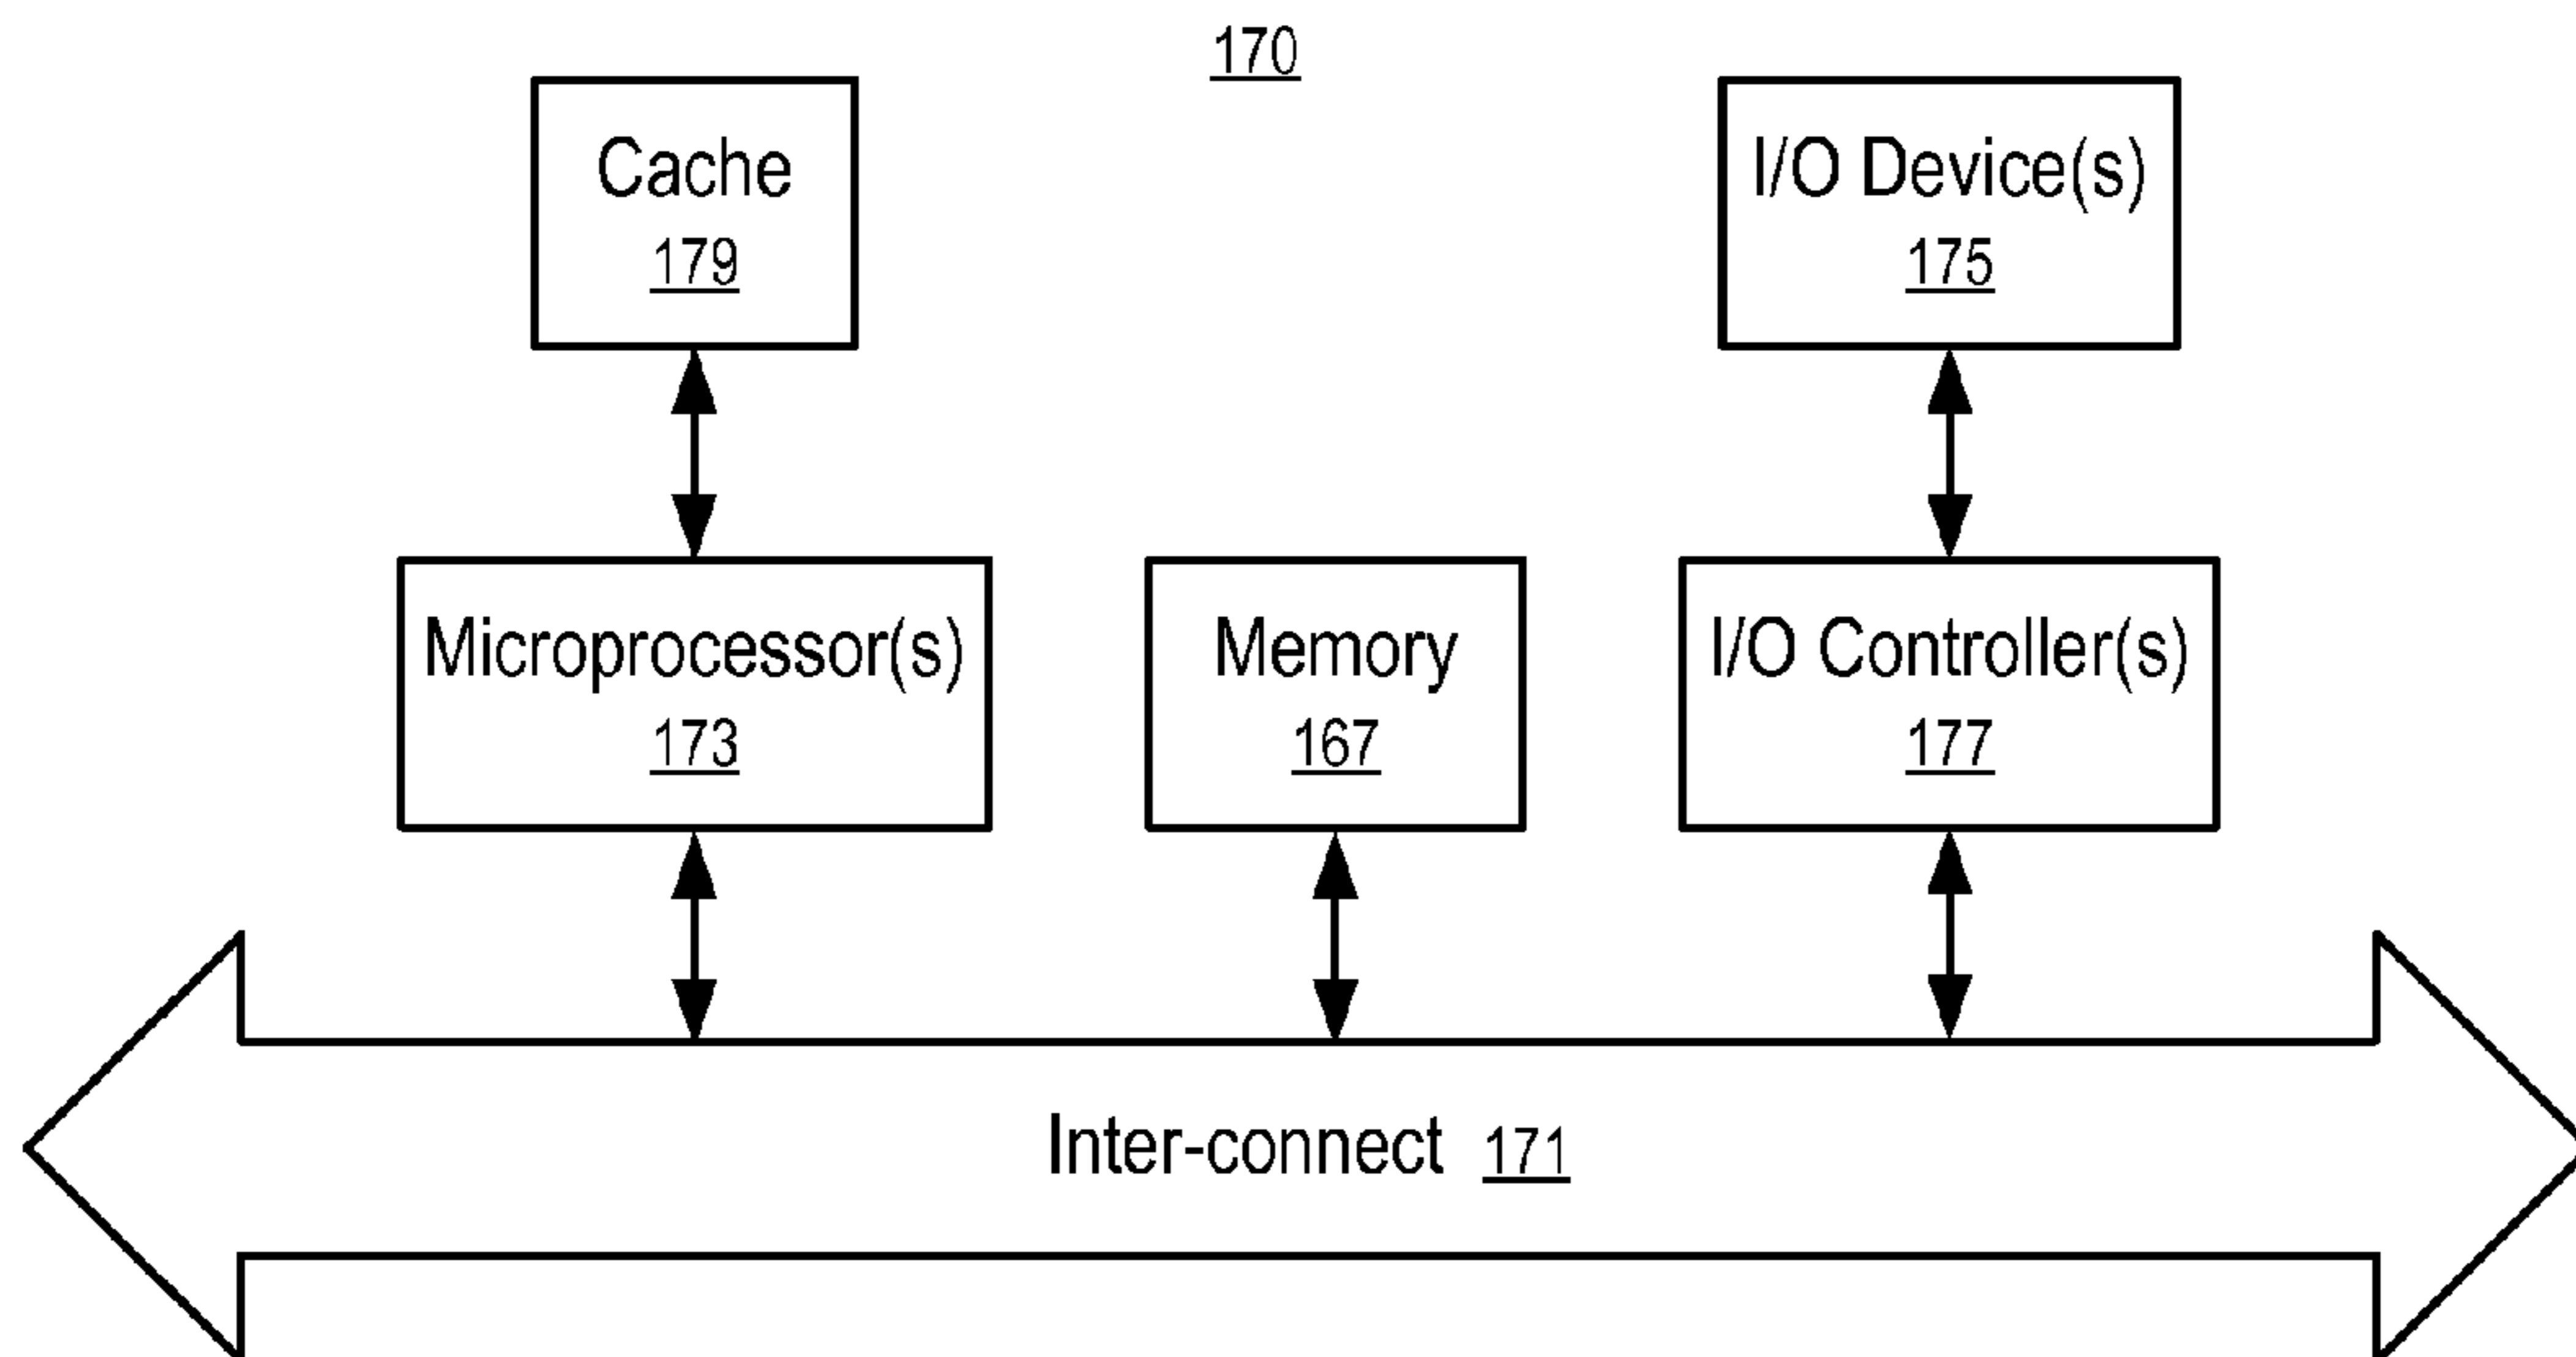 170
Cache
179
I/O Device(s)
175
Microprocessor(s)
173
Memory
167
I/O Controller(s)
177
Inter-connect 171